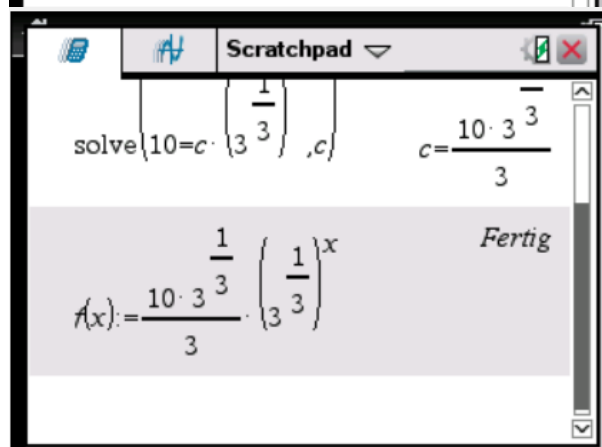 Scratchpad
solve(10=c·(3^(1/3)),c) c=(10·3^(/3))/3
f(x):=(10·3^(1/3))/3·(3^(1/3))^x Fertig